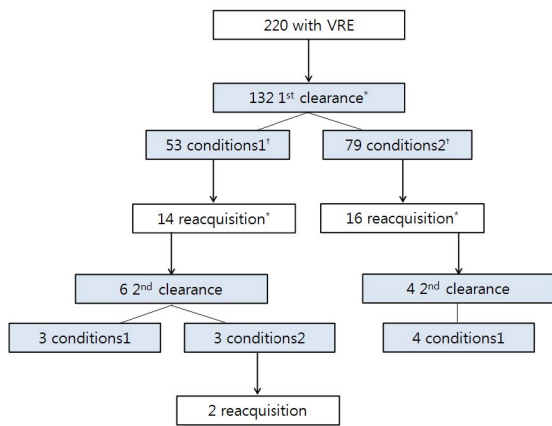 220 with VRE
132 1st clearance*
53 conditions1†
79 conditions2†
14 reacquisition*
16 reacquisition*
6 2nd clearance
4 2nd clearance
3 conditions1
3 conditions2
4 conditions1
2 reacquisition